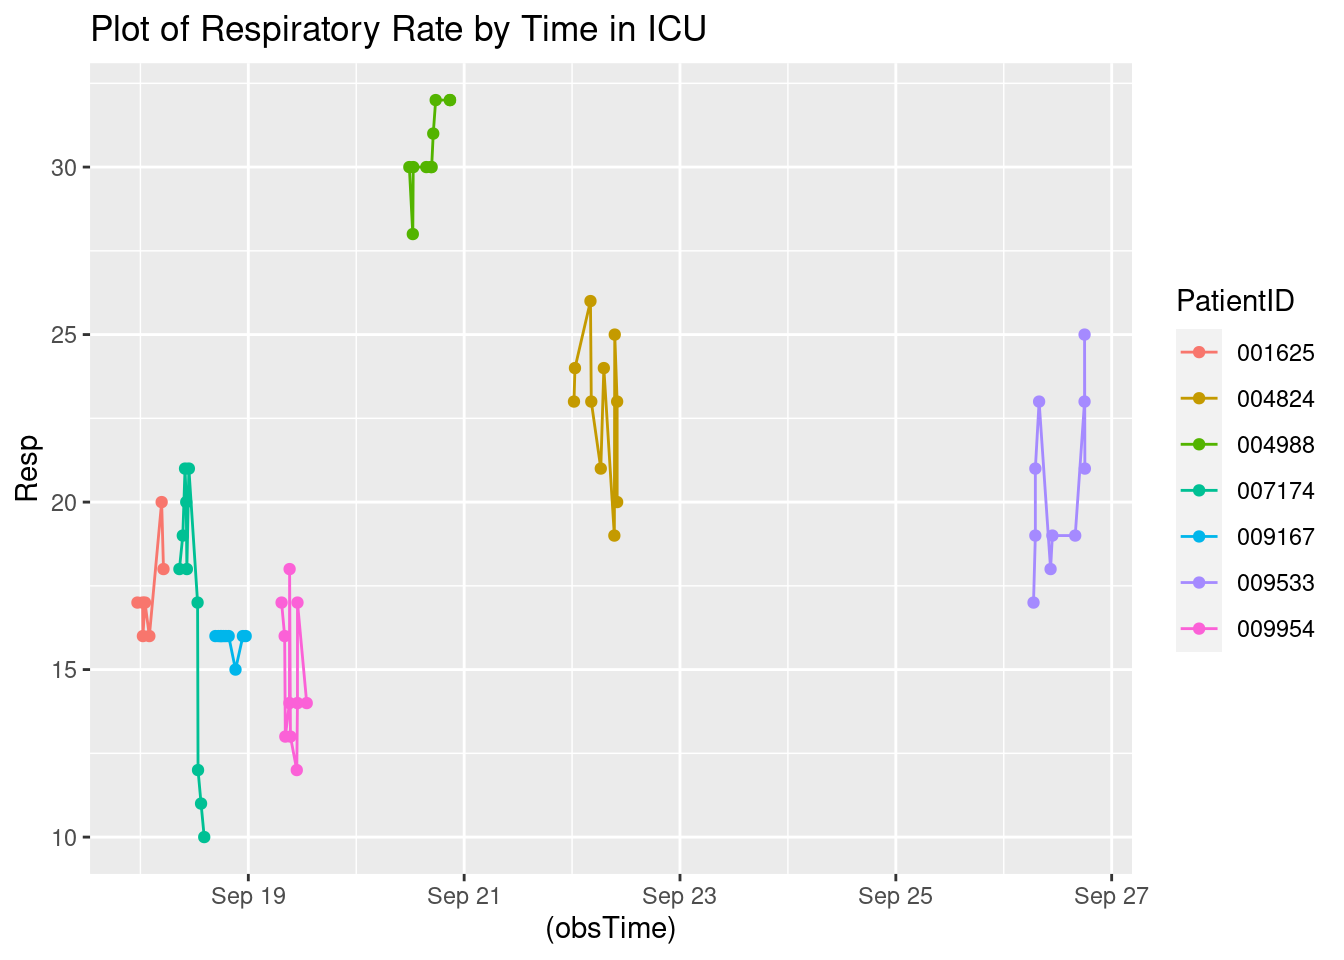 Plot of Respiratory Rate by Time in ICU
30
25
20
15
10
Resp
Sep 19
Sep 21
Sep 23
Sep 25
Sep 27
(obsTime)
PatientID
001625
004824
004988
007174
009167
009533
009954